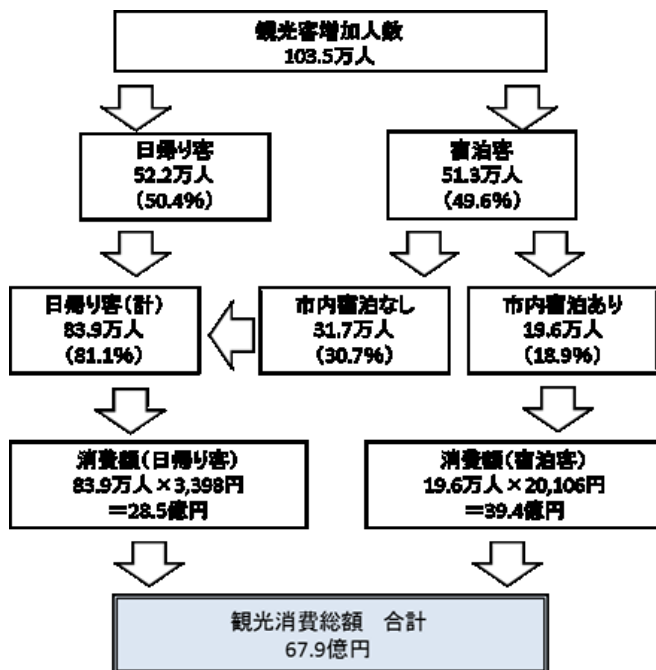 観光客増加人数
103.5万人
日帰り客
52.2万人
(50.4%)
宿泊客
51.3万人
(49.6%)
日帰り客(計)
83.9万人
(81.1%)
市内宿泊なし
31.7万人
(30.7%)
市内宿泊あり
19.6万人
(18.9%)
消費額(日帰り客)
83.9万人×3,398円
＝28.5億円
消費額(宿泊客)
19.6万人×20,106円
＝39.4億円
観光消費総額　合計
67.9億円